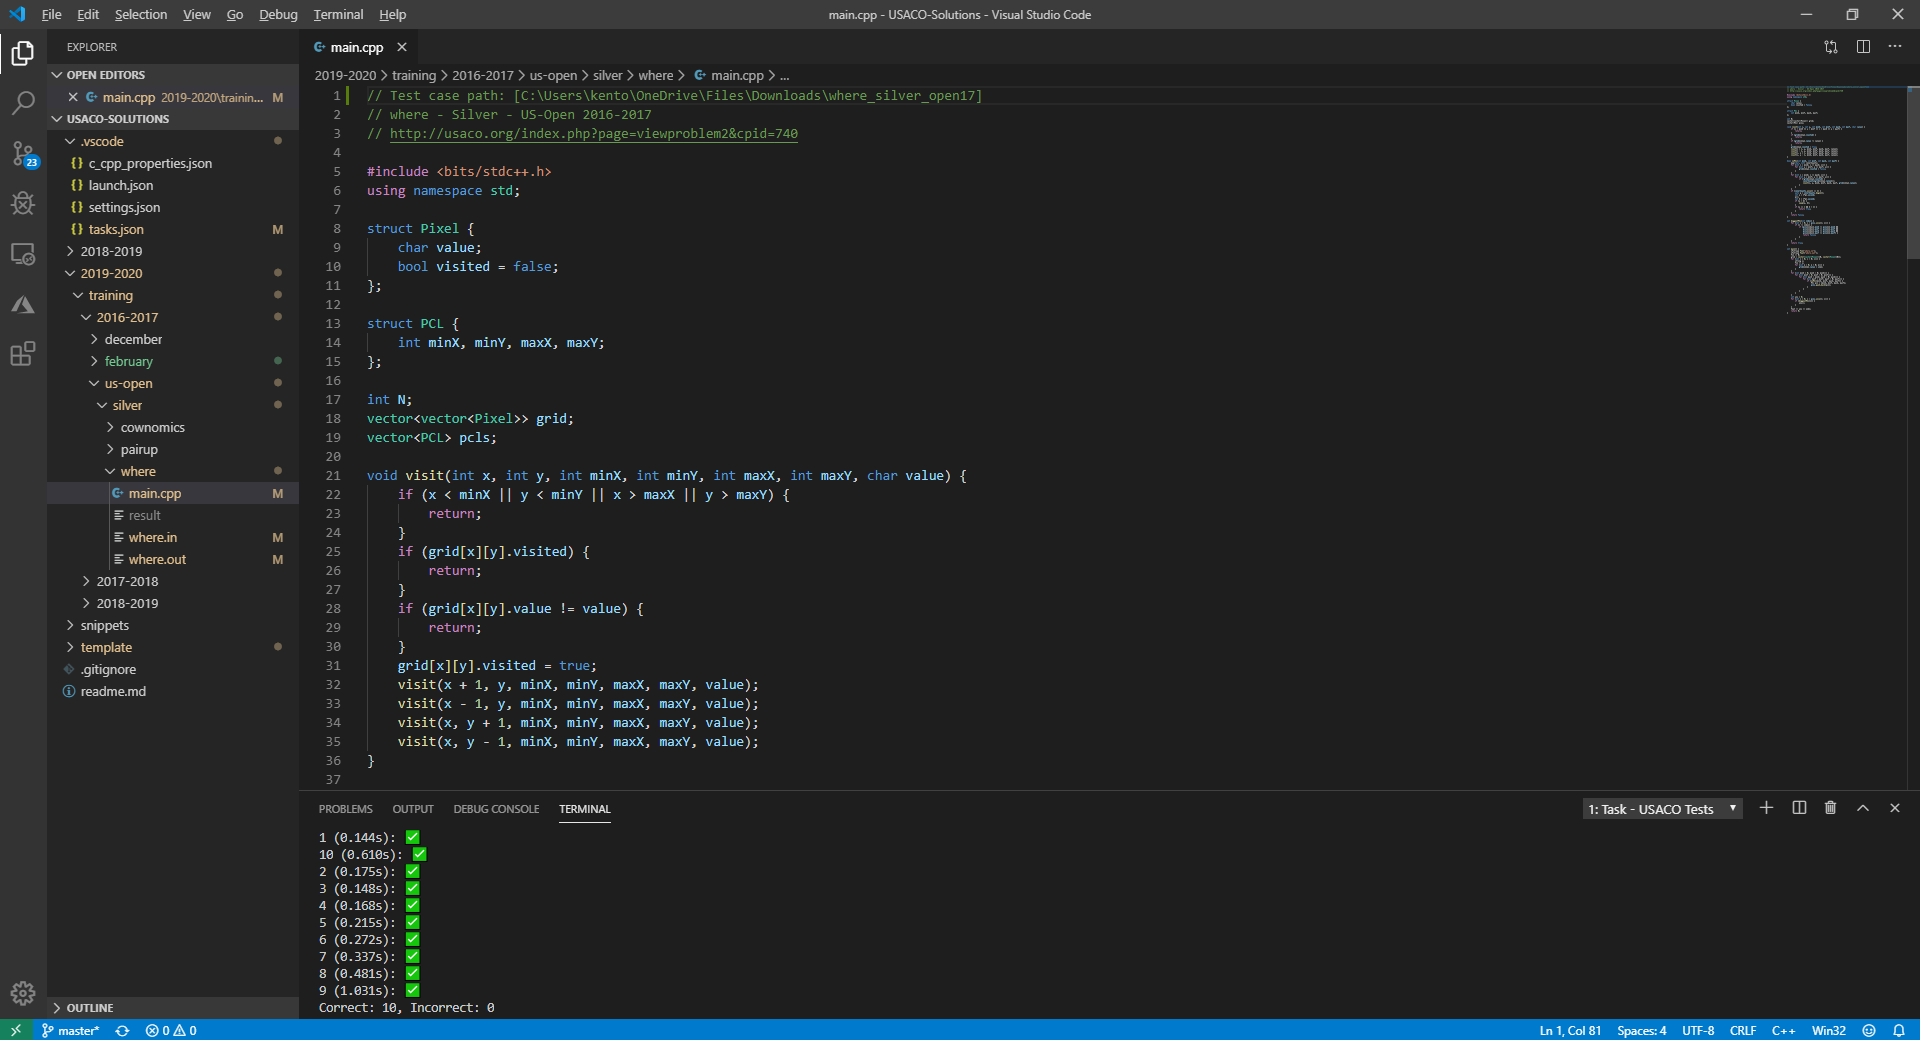 File Edit Selection View Go Debug Terminal Help
main.cpp - USACO-Solutions - Visual Studio Code
EXPLORER
OPEN EDITORS
main.cpp 2019-2020\trainin... M
USACO-SOLUTIONS
.vscode
{} c_cpp_properties.json
{} launch.json
{} settings.json
{} tasks.json M
2018-2019
2019-2020
training
2016-2017
december
february
us-open
silver
cownomics
pairup
where
main.cpp M
result
where.in M
where.out M
2017-2018
2018-2019
snippets
template
.gitignore
readme.md
OUTLINE
23
main.cpp
2019-2020 > training > 2016-2017 > us-open > silver > where > main.cpp > ...
1 // Test case path: [C:\Users\kento\OneDrive\Files\Downloads\where_silver_open17]
2 // where - Silver - US-Open 2016-2017
3 // http://usaco.org/index.php?page=viewproblem2&cpid=740
4
5 #include <bits/stdc++.h>
6 using namespace std;
7
8 struct Pixel {
9     char value;
10     bool visited = false;
11 };
12
13 struct PCL {
14     int minX, minY, maxX, maxY;
15 };
16
17 int N;
18 vector<vector<Pixel>> grid;
19 vector<PCL> pcls;
20
21 void visit(int x, int y, int minX, int minY, int maxX, int maxY, char value) {
22     if (x < minX || y < minY || x > maxX || y > maxY) {
23         return;
24     }
25     if (grid[x][y].visited) {
26         return;
27     }
28     if (grid[x][y].value != value) {
29         return;
30     }
31     grid[x][y].visited = true;
32     visit(x + 1, y, minX, minY, maxX, maxY, value);
33     visit(x - 1, y, minX, minY, maxX, maxY, value);
34     visit(x, y + 1, minX, minY, maxX, maxY, value);
35     visit(x, y - 1, minX, minY, maxX, maxY, value);
36 }
37
PROBLEMS OUTPUT DEBUG CONSOLE TERMINAL
1: Task - USACO Tests
1 (0.144s): ✅
10 (0.610s): ✅
2 (0.175s): ✅
3 (0.148s): ✅
4 (0.168s): ✅
5 (0.215s): ✅
6 (0.272s): ✅
7 (0.337s): ✅
8 (0.481s): ✅
9 (1.031s): ✅
Correct: 10, Incorrect: 0
master* 0 0
Ln 1, Col 81 Spaces: 4 UTF-8 CRLF C++ Win32